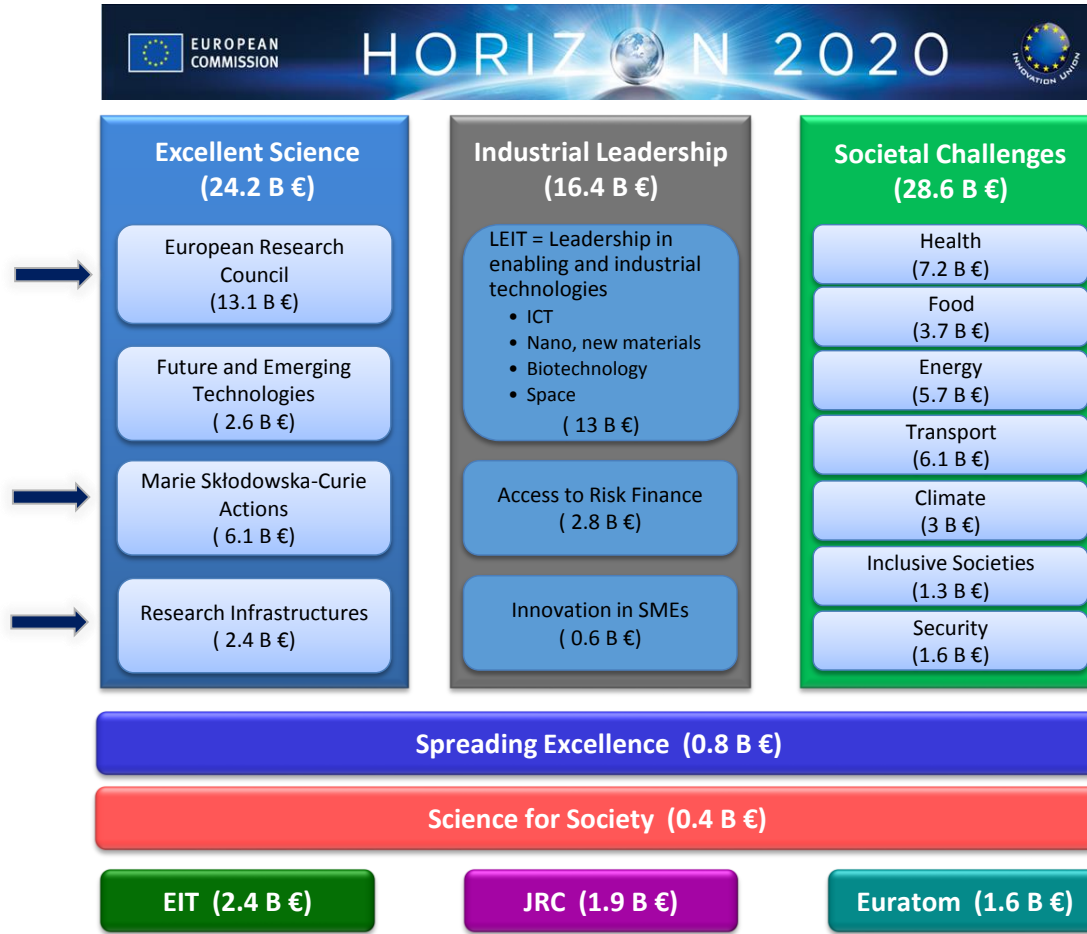 EUROPEAN
COMMISSION
HORIZON 2020
INNOVATION UNION
Excellent Science
(24.2 B €)
European Research
Council
(13.1 B €)
Future and Emerging
Technologies
( 2.6 B €)
Marie Skłodowska-Curie
Actions
( 6.1 B €)
Research Infrastructures
( 2.4 B €)
Industrial Leadership
(16.4 B €)
LEIT = Leadership in
enabling and industrial
technologies
• ICT
• Nano, new materials
• Biotechnology
• Space
( 13 B €)
Access to Risk Finance
( 2.8 B €)
Innovation in SMEs
( 0.6 B €)
Societal Challenges
(28.6 B €)
Health
(7.2 B €)
Food
(3.7 B €)
Energy
(5.7 B €)
Transport
(6.1 B €)
Climate
(3 B €)
Inclusive Societies
(1.3 B €)
Security
(1.6 B €)
Spreading Excellence (0.8 B €)
Science for Society (0.4 B €)
EIT (2.4 B €)
JRC (1.9 B €)
Euratom (1.6 B €)